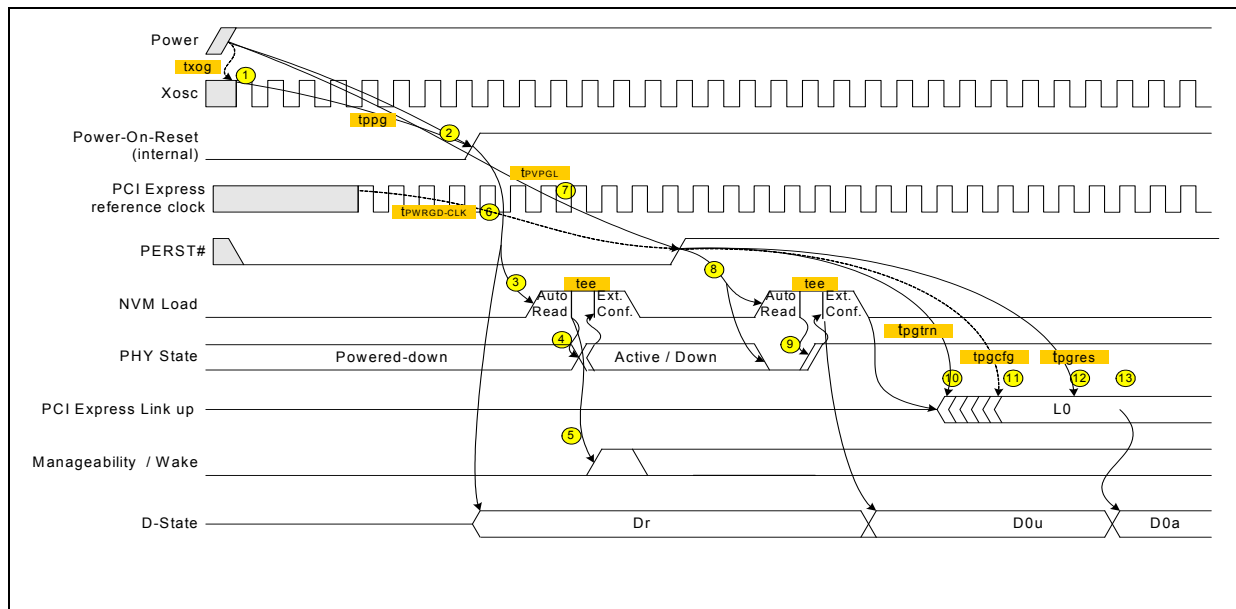 Power
txog
1
Xosc
tppg
2
Power-On-Reset
(internal)
tPVPGL
7
PCI Express
reference clock
tPWRGD-CLK
6
PERST#
8
3
tee
tee
NVM Load
Auto
Read
Ext.
Conf.
Auto
Read
Ext.
Conf.
tpgtrn
4
9
PHY State
Powered-down
Active / Down
tpgcfg
tpgres
10
11
12
13
PCI Express Link up
L0
5
Manageability / Wake
D-State
Dr
D0u
D0a